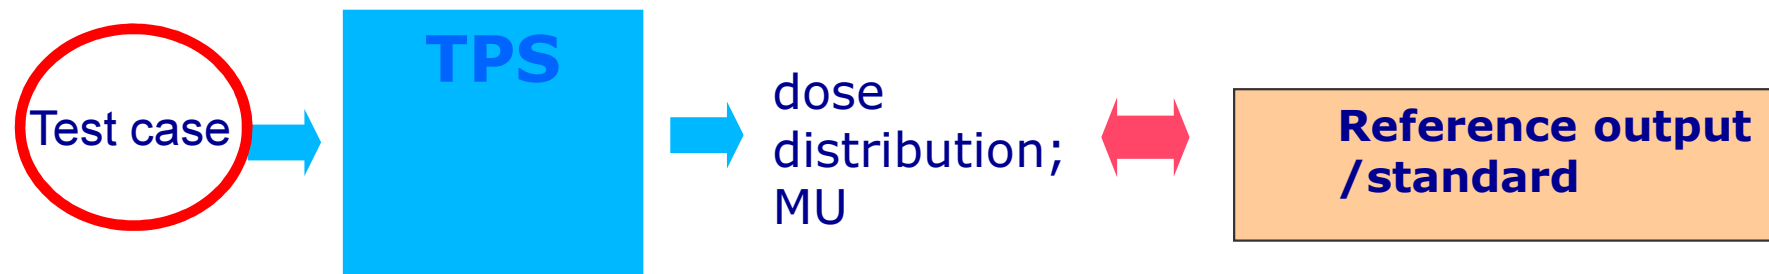 Test case
TPS
dose
distribution;
MU
Reference output
/standard